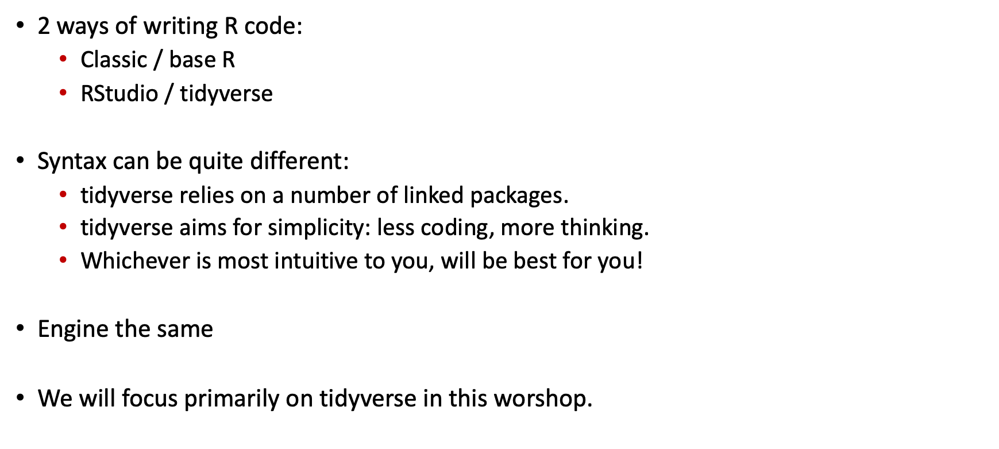 • 2 ways of writing R code:
• Classic / base R
• RStudio / tidyverse
• Syntax can be quite different:
• tidyverse relies on a number of linked packages.
• tidyverse aims for simplicity: less coding, more thinking.
• Whichever is most intuitive to you, will be best for you!
• Engine the same
• We will focus primarily on tidyverse in this worshop.